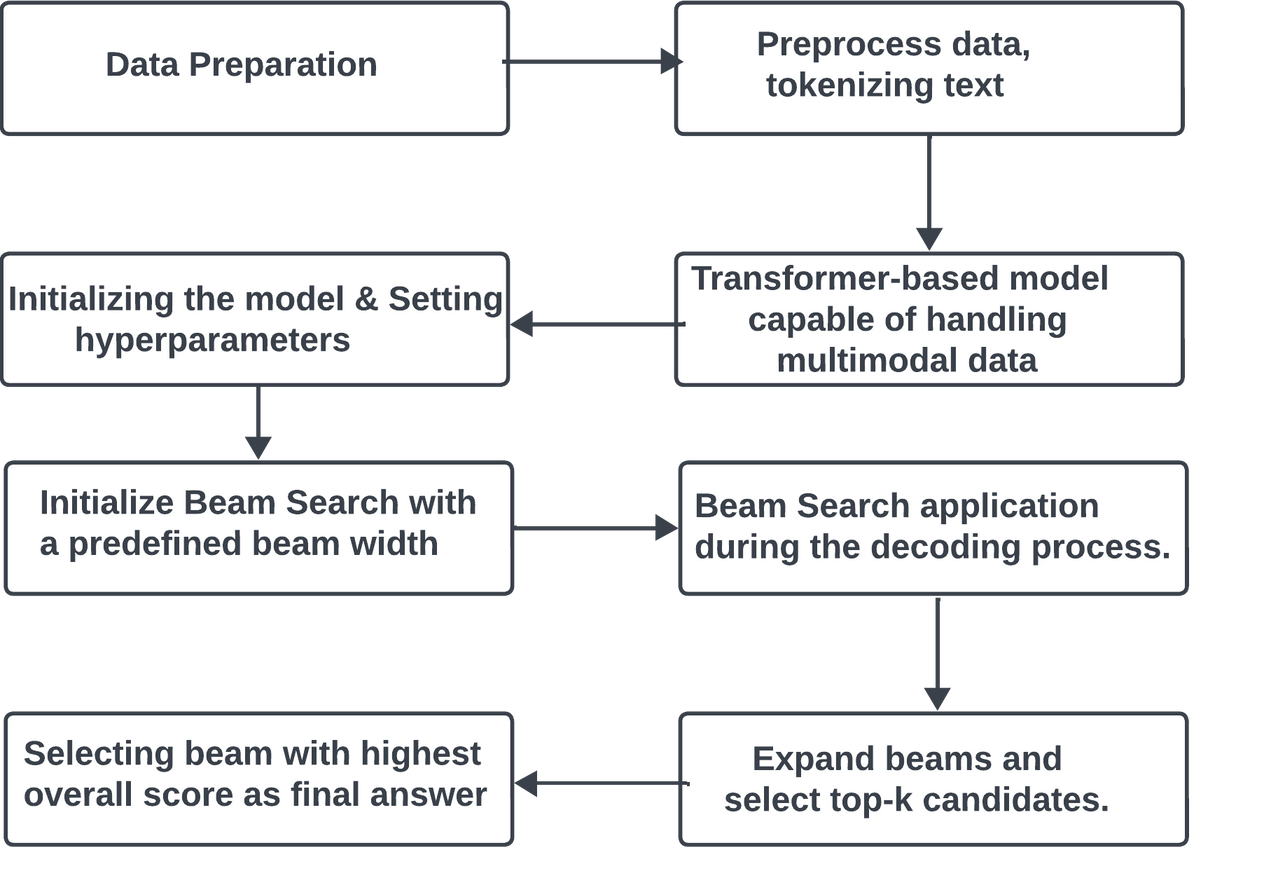 Data Preparation
Preprocess data,
tokenizing text
Transformer-based model
capable of handling
multimodal data
Initializing the model & Setting
hyperparameters
Initialize Beam Search with
a predefined beam width
Beam Search application
during the decoding process.
Expand beams and
select top-k candidates.
Selecting beam with highest
overall score as final answer